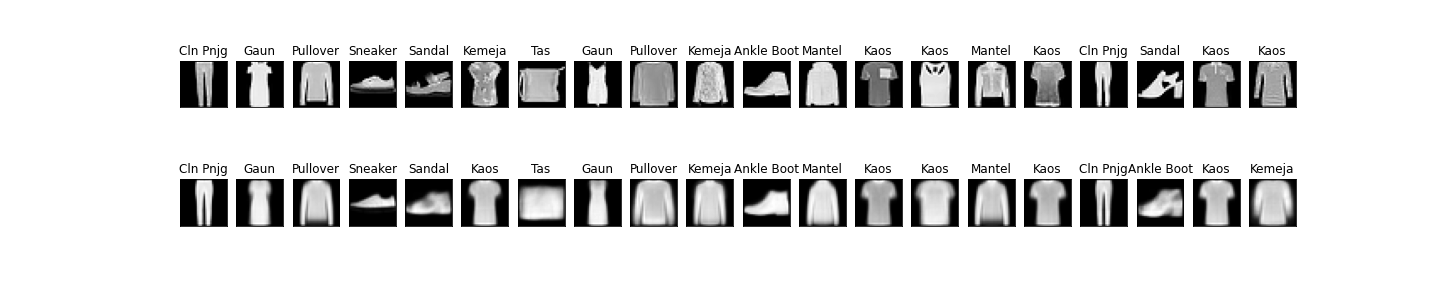 Cln Pnjg Gaun Pullover Sneaker Sandal Kemeja Tas Gaun Pullover Kemeja Ankle Boot Mantel Kaos Kaos Mantel Kaos Cln Pnjg Sandal Kaos Kaos
Cln Pnjg Gaun Pullover Sneaker Sandal Kaos Tas Gaun Pullover Kemeja Ankle Boot Mantel Kaos Kaos Mantel Kaos Cln Pnjg Ankle Boot Kaos Kemeja